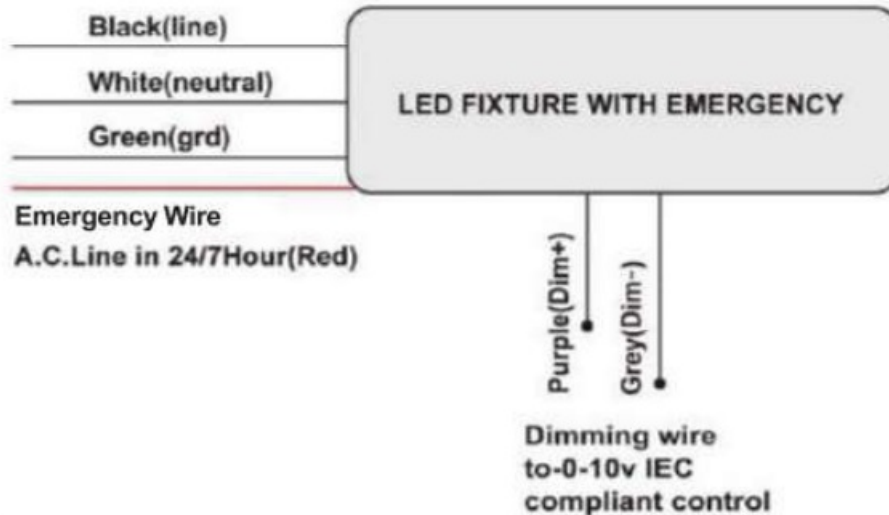 Black(line)
White(neutral)
Green(grd)
LED FIXTURE WITH EMERGENCY
Emergency Wire
A.C.Line in 24/7Hour(Red)
Purple(Dim+)
Grey(Dim-)
Dimming wire
to-0-10v IEC
compliant control